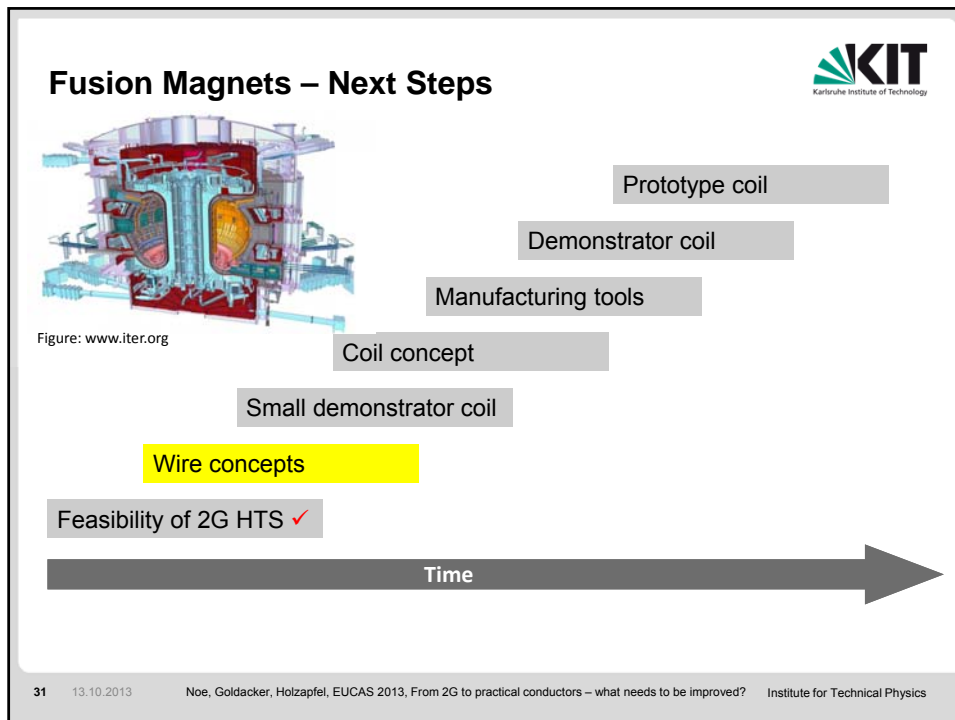 Fusion Magnets – Next Steps
KIT
Karlsruhe Institute of Technology
Prototype coil
Demonstrator coil
Manufacturing tools
Figure: www.iter.org
Coil concept
Small demonstrator coil
Wire concepts
Feasibility of 2G HTS ✓
Time
31 13.10.2013 Noe, Goldacker, Holzapfel, EUCAS 2013, From 2G to practical conductors – what needs to be improved? Institute for Technical Physics